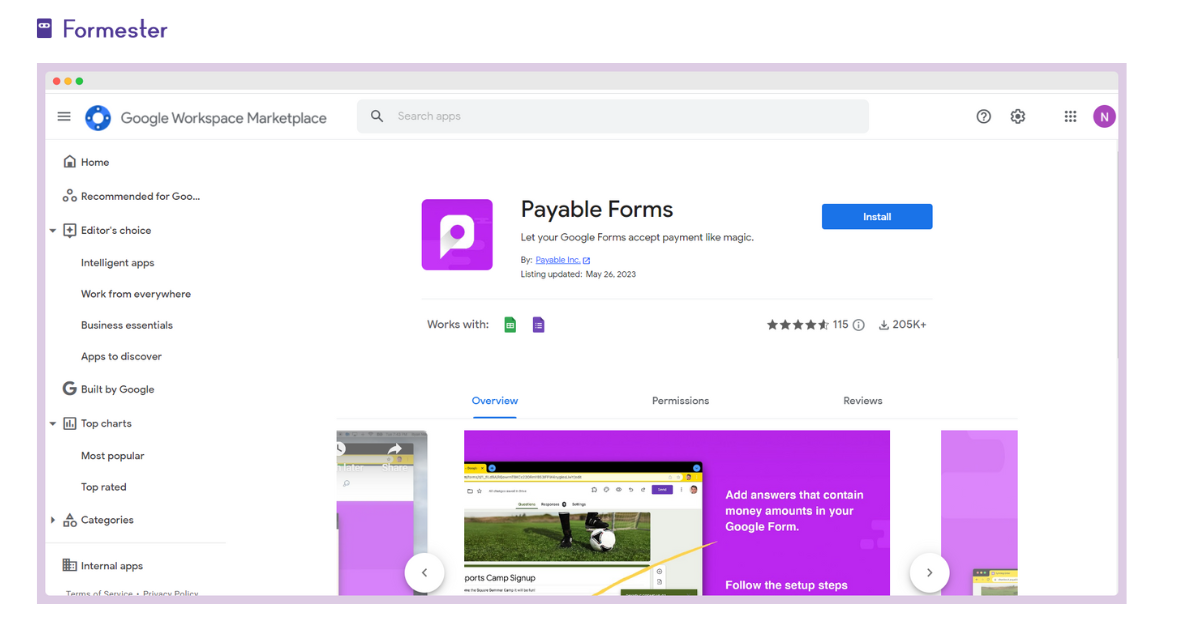 Formester
Google Workspace Marketplace
Search apps
N
Home
Recommended for Goo...
Editor's choice
Intelligent apps
Work from everywhere
Business essentials
Apps to discover
Built by Google
Top charts
Most popular
Top rated
Categories
Internal apps
Terms of Service • Privacy Policy
Payable Forms
Install
Let your Google Forms accept payment like magic.
By: Payable Inc.
Listing updated: May 26, 2023
Works with:
115
205K+
Overview
Permissions
Reviews
Share
Questions Responses Settings
Send
ports Camp Signup
Add answers that contain
money amounts in your
Google Form.
Follow the setup steps